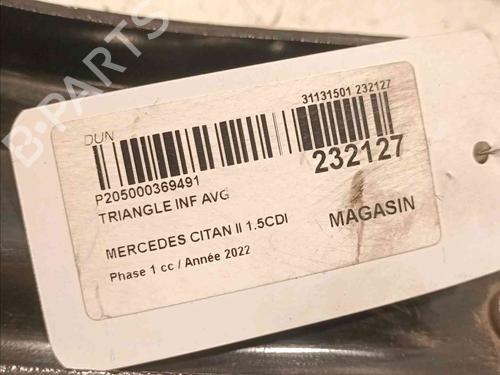 B-PARTS
DUN
31131501 232127
P205000369491
232127
TRIANGLE INF AVG
MERCEDES CITAN II 1.5CDI
MAGASIN
Phase 1 cc / Année 2022